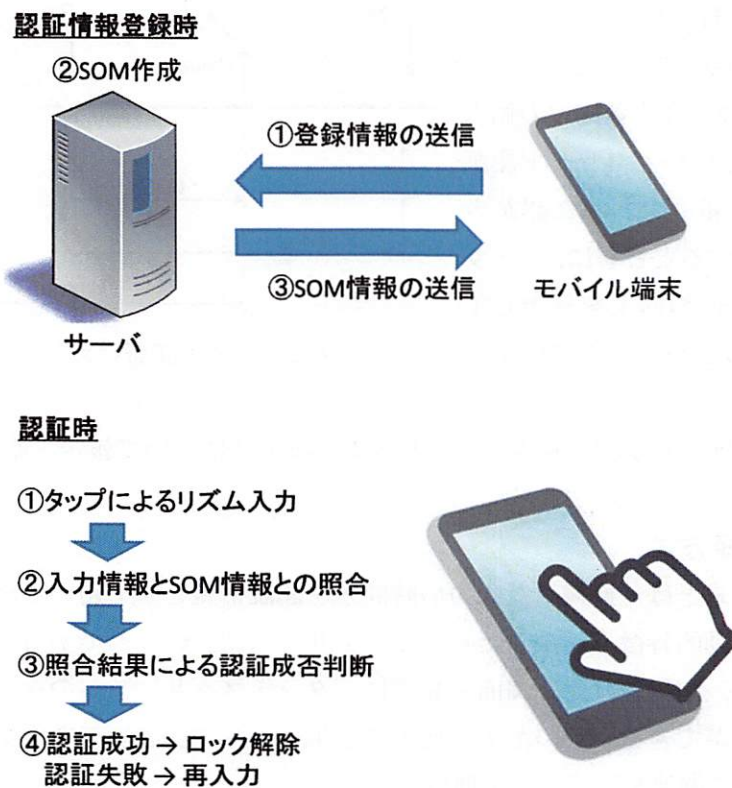 認証情報登録時
②SOM作成
①登録情報の送信
③SOM情報の送信
モバイル端末
サーバ
認証時
①タップによるリズム入力
②入力情報とSOM情報との照合
③照合結果による認証成否判断
④認証成功 → ロック解除
認証失敗 → 再入力